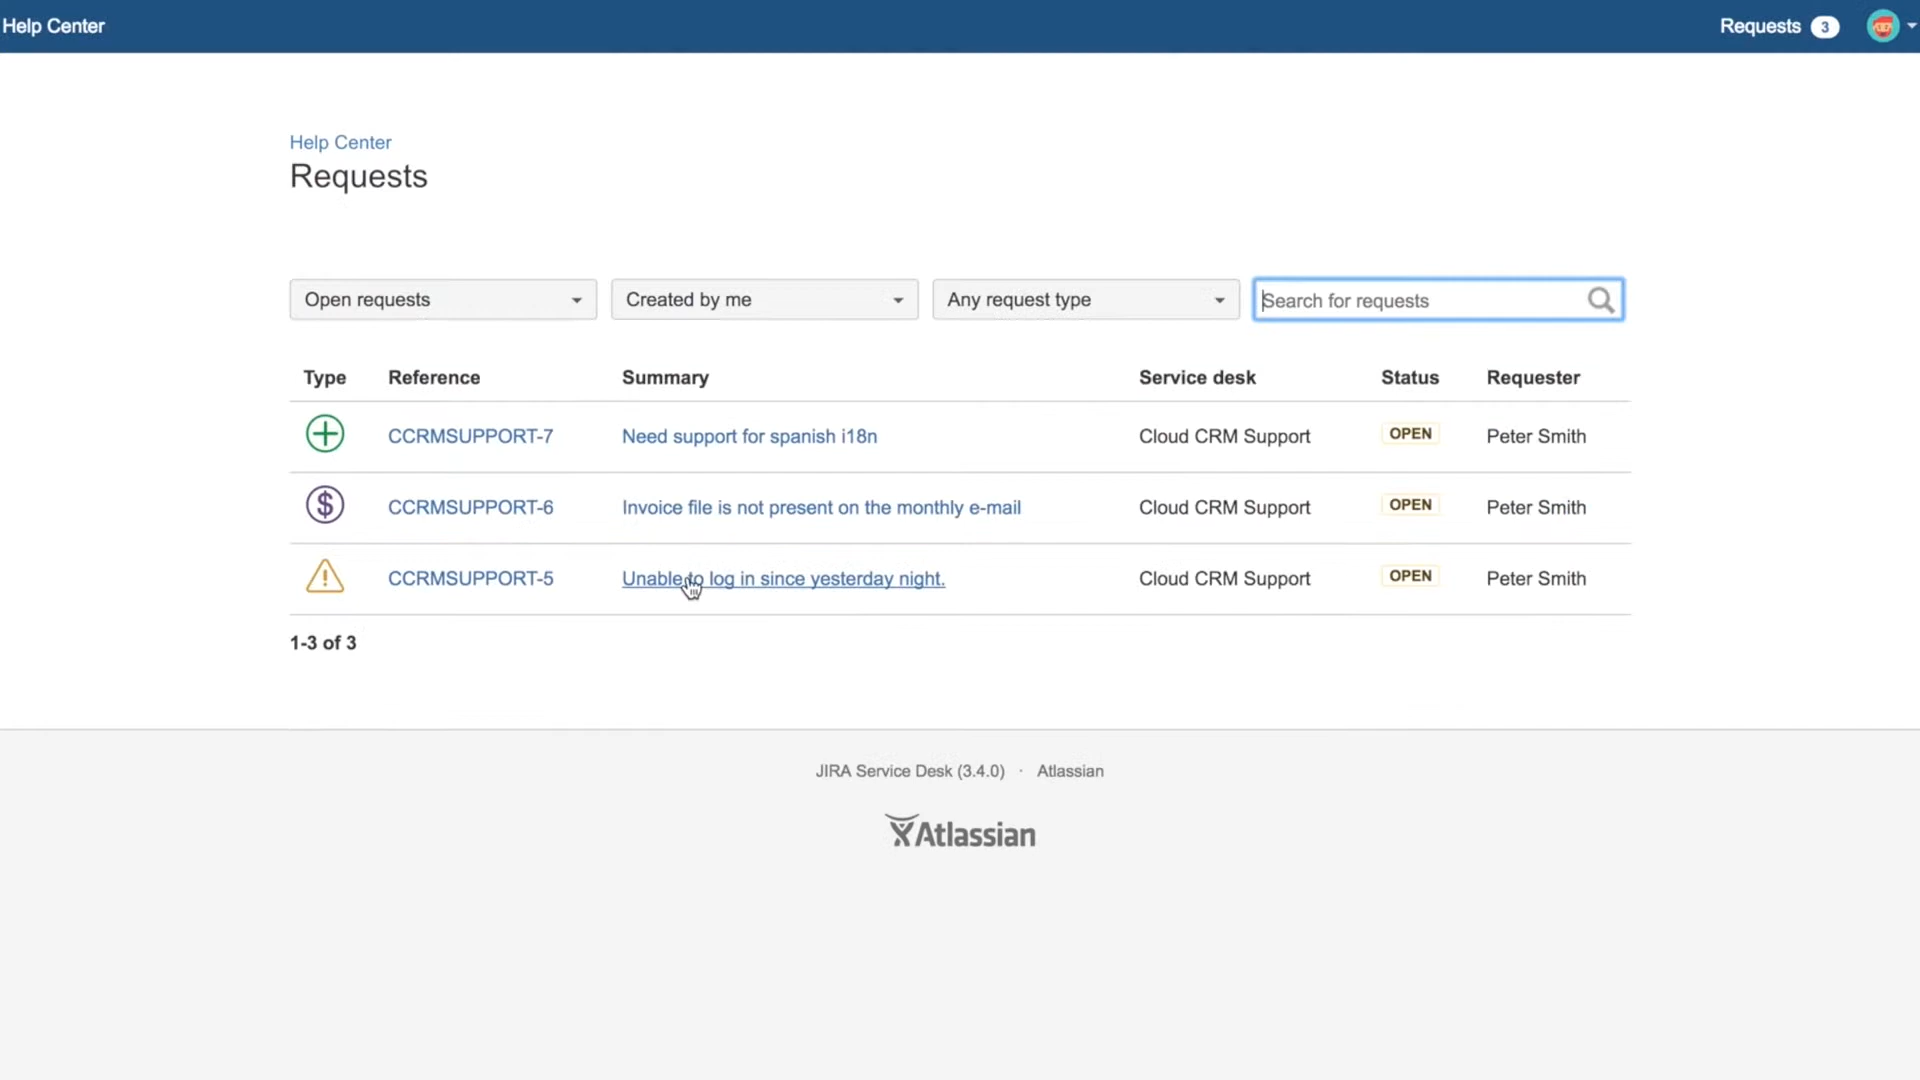 Help Center
Requests 3
Help Center
Requests
Open requests Created by me Any request type Search for requests
Type Reference Summary Service desk Status Requester
CCRMSUPPORT-7 Need support for spanish i18n Cloud CRM Support OPEN Peter Smith
$ CCRMSUPPORT-6 Invoice file is not present on the monthly e-mail Cloud CRM Support OPEN Peter Smith
CCRMSUPPORT-5 Unable to log in since yesterday night. Cloud CRM Support OPEN Peter Smith
1-3 of 3
JIRA Service Desk (3.4.0) · Atlassian
Atlassian